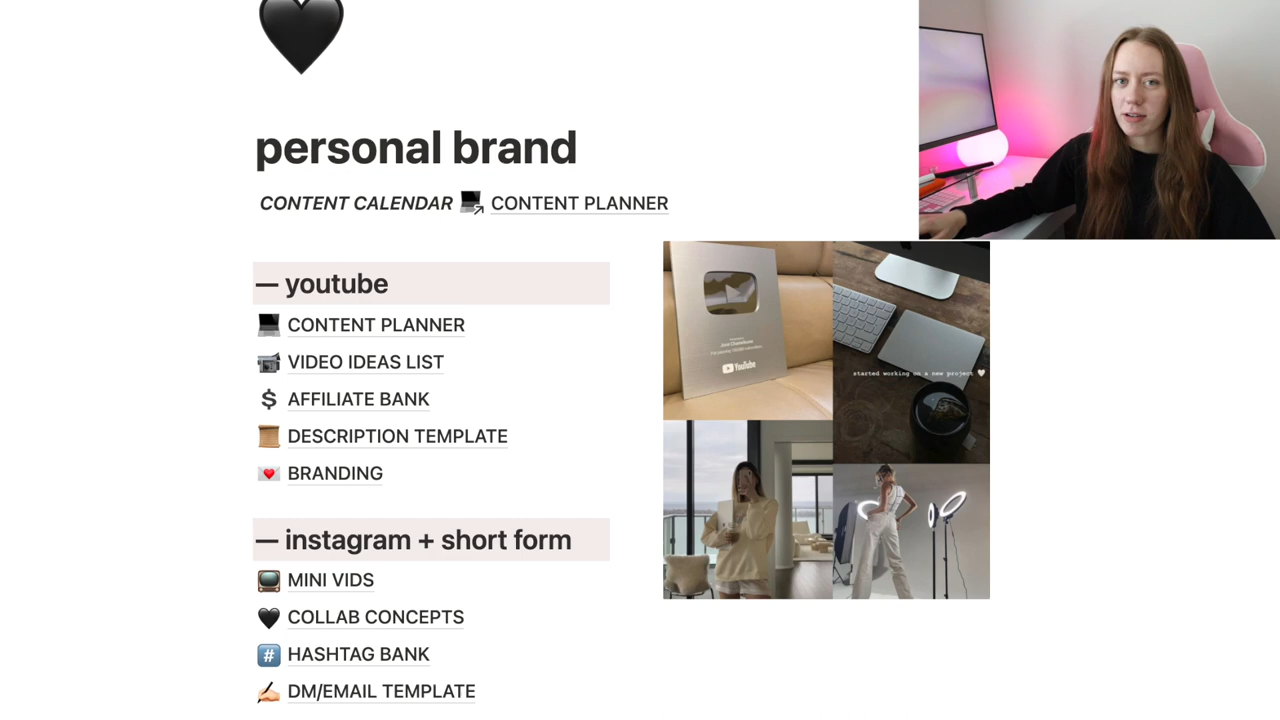 personal brand
CONTENT CALENDAR CONTENT PLANNER
— youtube
CONTENT PLANNER
VIDEO IDEAS LIST
$ AFFILIATE BANK
DESCRIPTION TEMPLATE
BRANDING
— instagram + short form
MINI VIDS
COLLAB CONCEPTS
# HASHTAG BANK
DM/EMAIL TEMPLATE
YouTube
started working on a new project